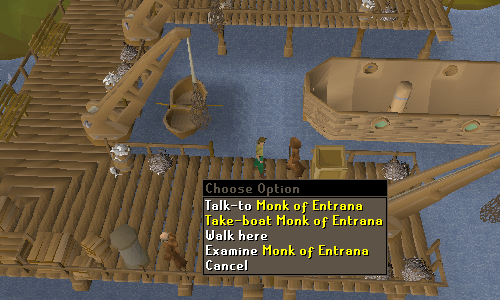 Choose Option
Talk-to Monk of Entrana
Take-boat Monk of Entrana
Walk here
Examine Monk of Entrana
Cancel